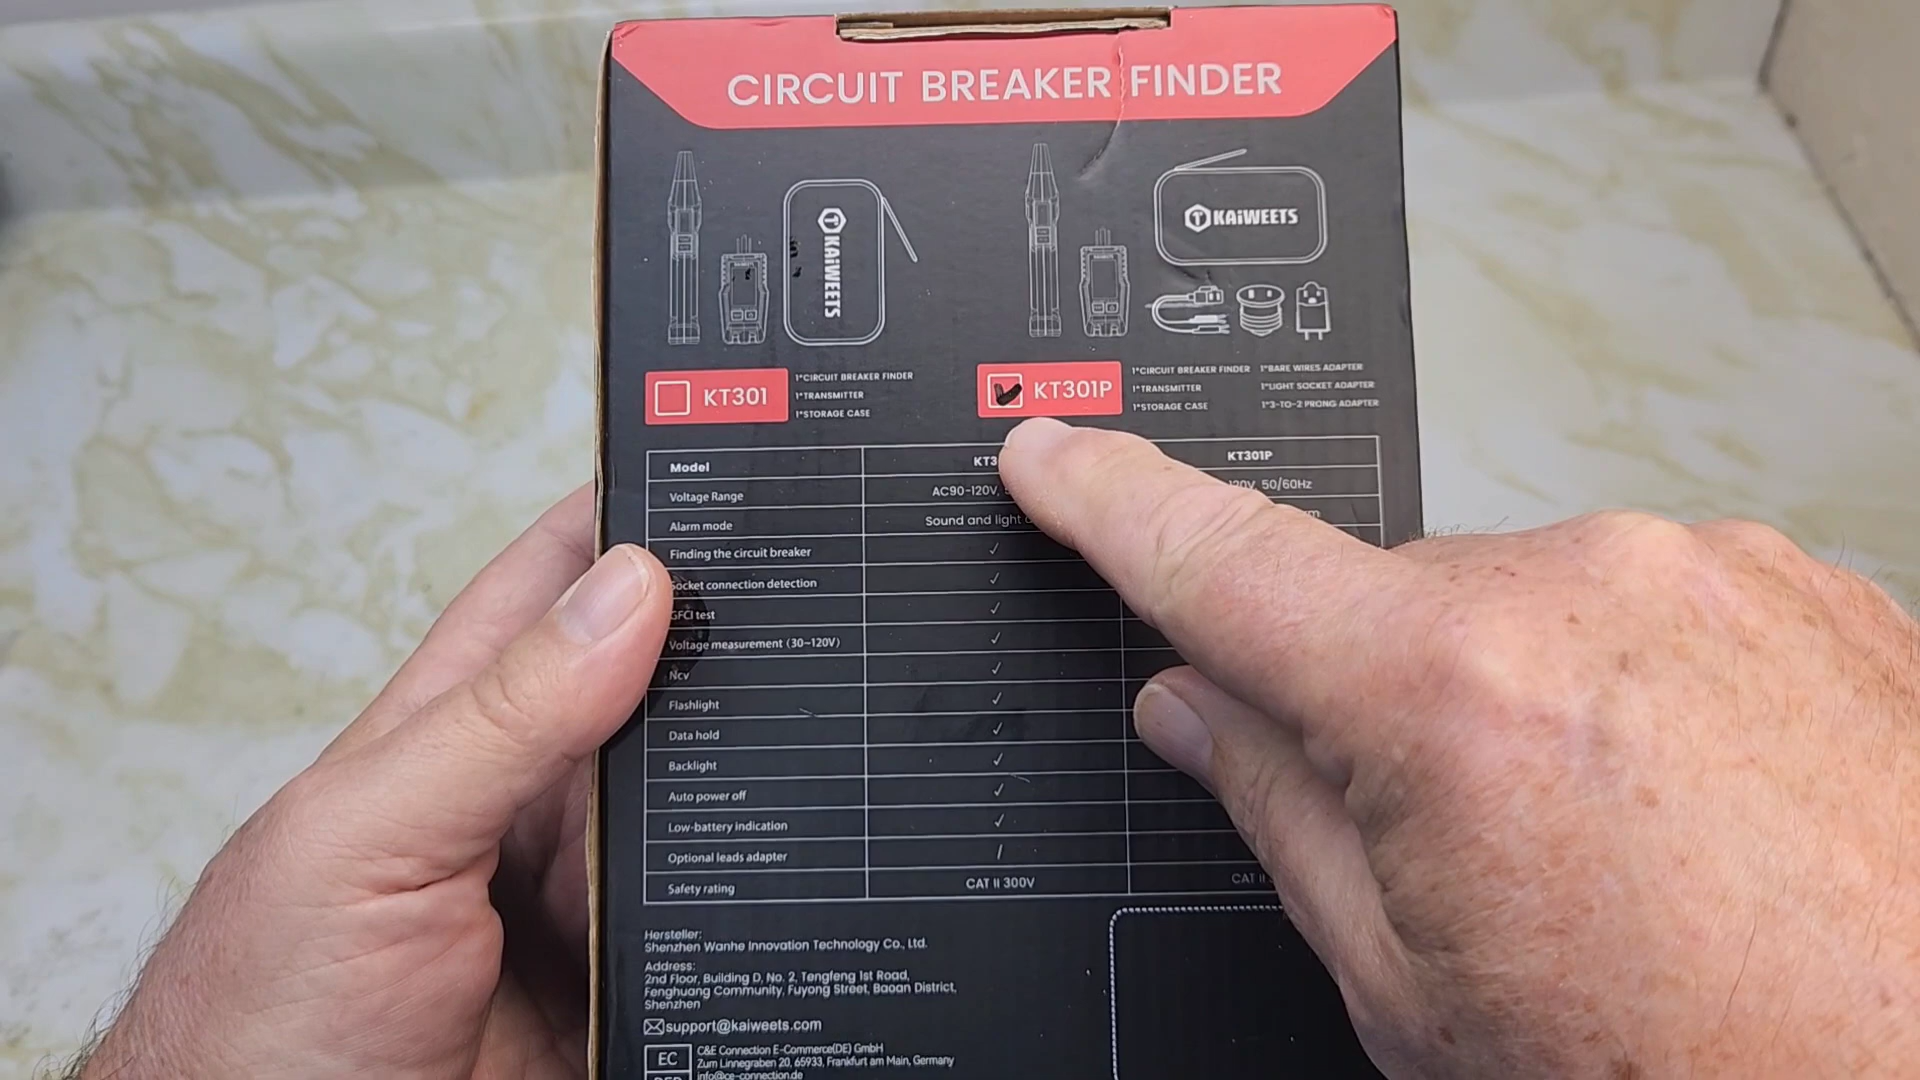 CIRCUIT BREAKER FINDER
KAiWEETS
KAiWEETS
KT301
1*CIRCUIT BREAKER FINDER
1*TRANSMITTER
1*STORAGE CASE
KT301P
1*CIRCUIT BREAKER FINDER
1*TRANSMITTER
1*STORAGE CASE
1*BARE WIRES ADAPTER
1*LIGHT SOCKET ADAPTER
1*3-TO-2 PRONG ADAPTER
Model KT3 KT301P
Voltage Range AC90-120V, 50/60Hz
Alarm mode Sound and light
Finding the circuit breaker ✓
Socket connection detection ✓
GFCI test ✓
Voltage measurement (30~120V) ✓
Ncv ✓
Flashlight ✓
Data hold ✓
Backlight ✓
Auto power off ✓
Low-battery indication ✓
Optional leads adapter /
Safety rating CAT II 300V CAT II
Hersteller:
Shenzhen Wanhe Innovation Technology Co., Ltd.
Address:
2nd Floor, Building D, No. 2, Tengfeng 1st Road,
Fenghuang Community, Fuyong Street, Baoan District,
Shenzhen
support@kaiweets.com
EC
C&E Connection E-Commerce(DE) GmbH
Zum Linnegraben 20, 65933, Frankfurt am Main, Germany
info@ce-connection.de